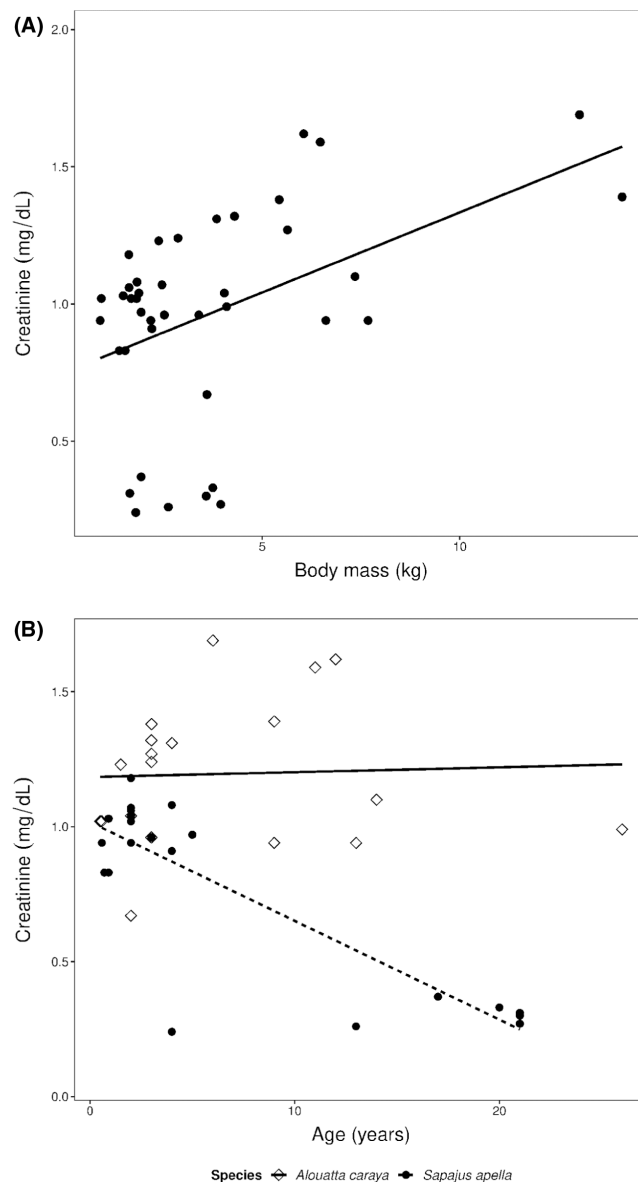 (A)
2.0
1.5
1.0
0.5
Creatinine (mg/dL)
5
10
Body mass (kg)
(B)
1.5
1.0
0.5
0.0
Creatinine (mg/dL)
0
10
20
Age (years)
Species Alouatta caraya Sapajus apella